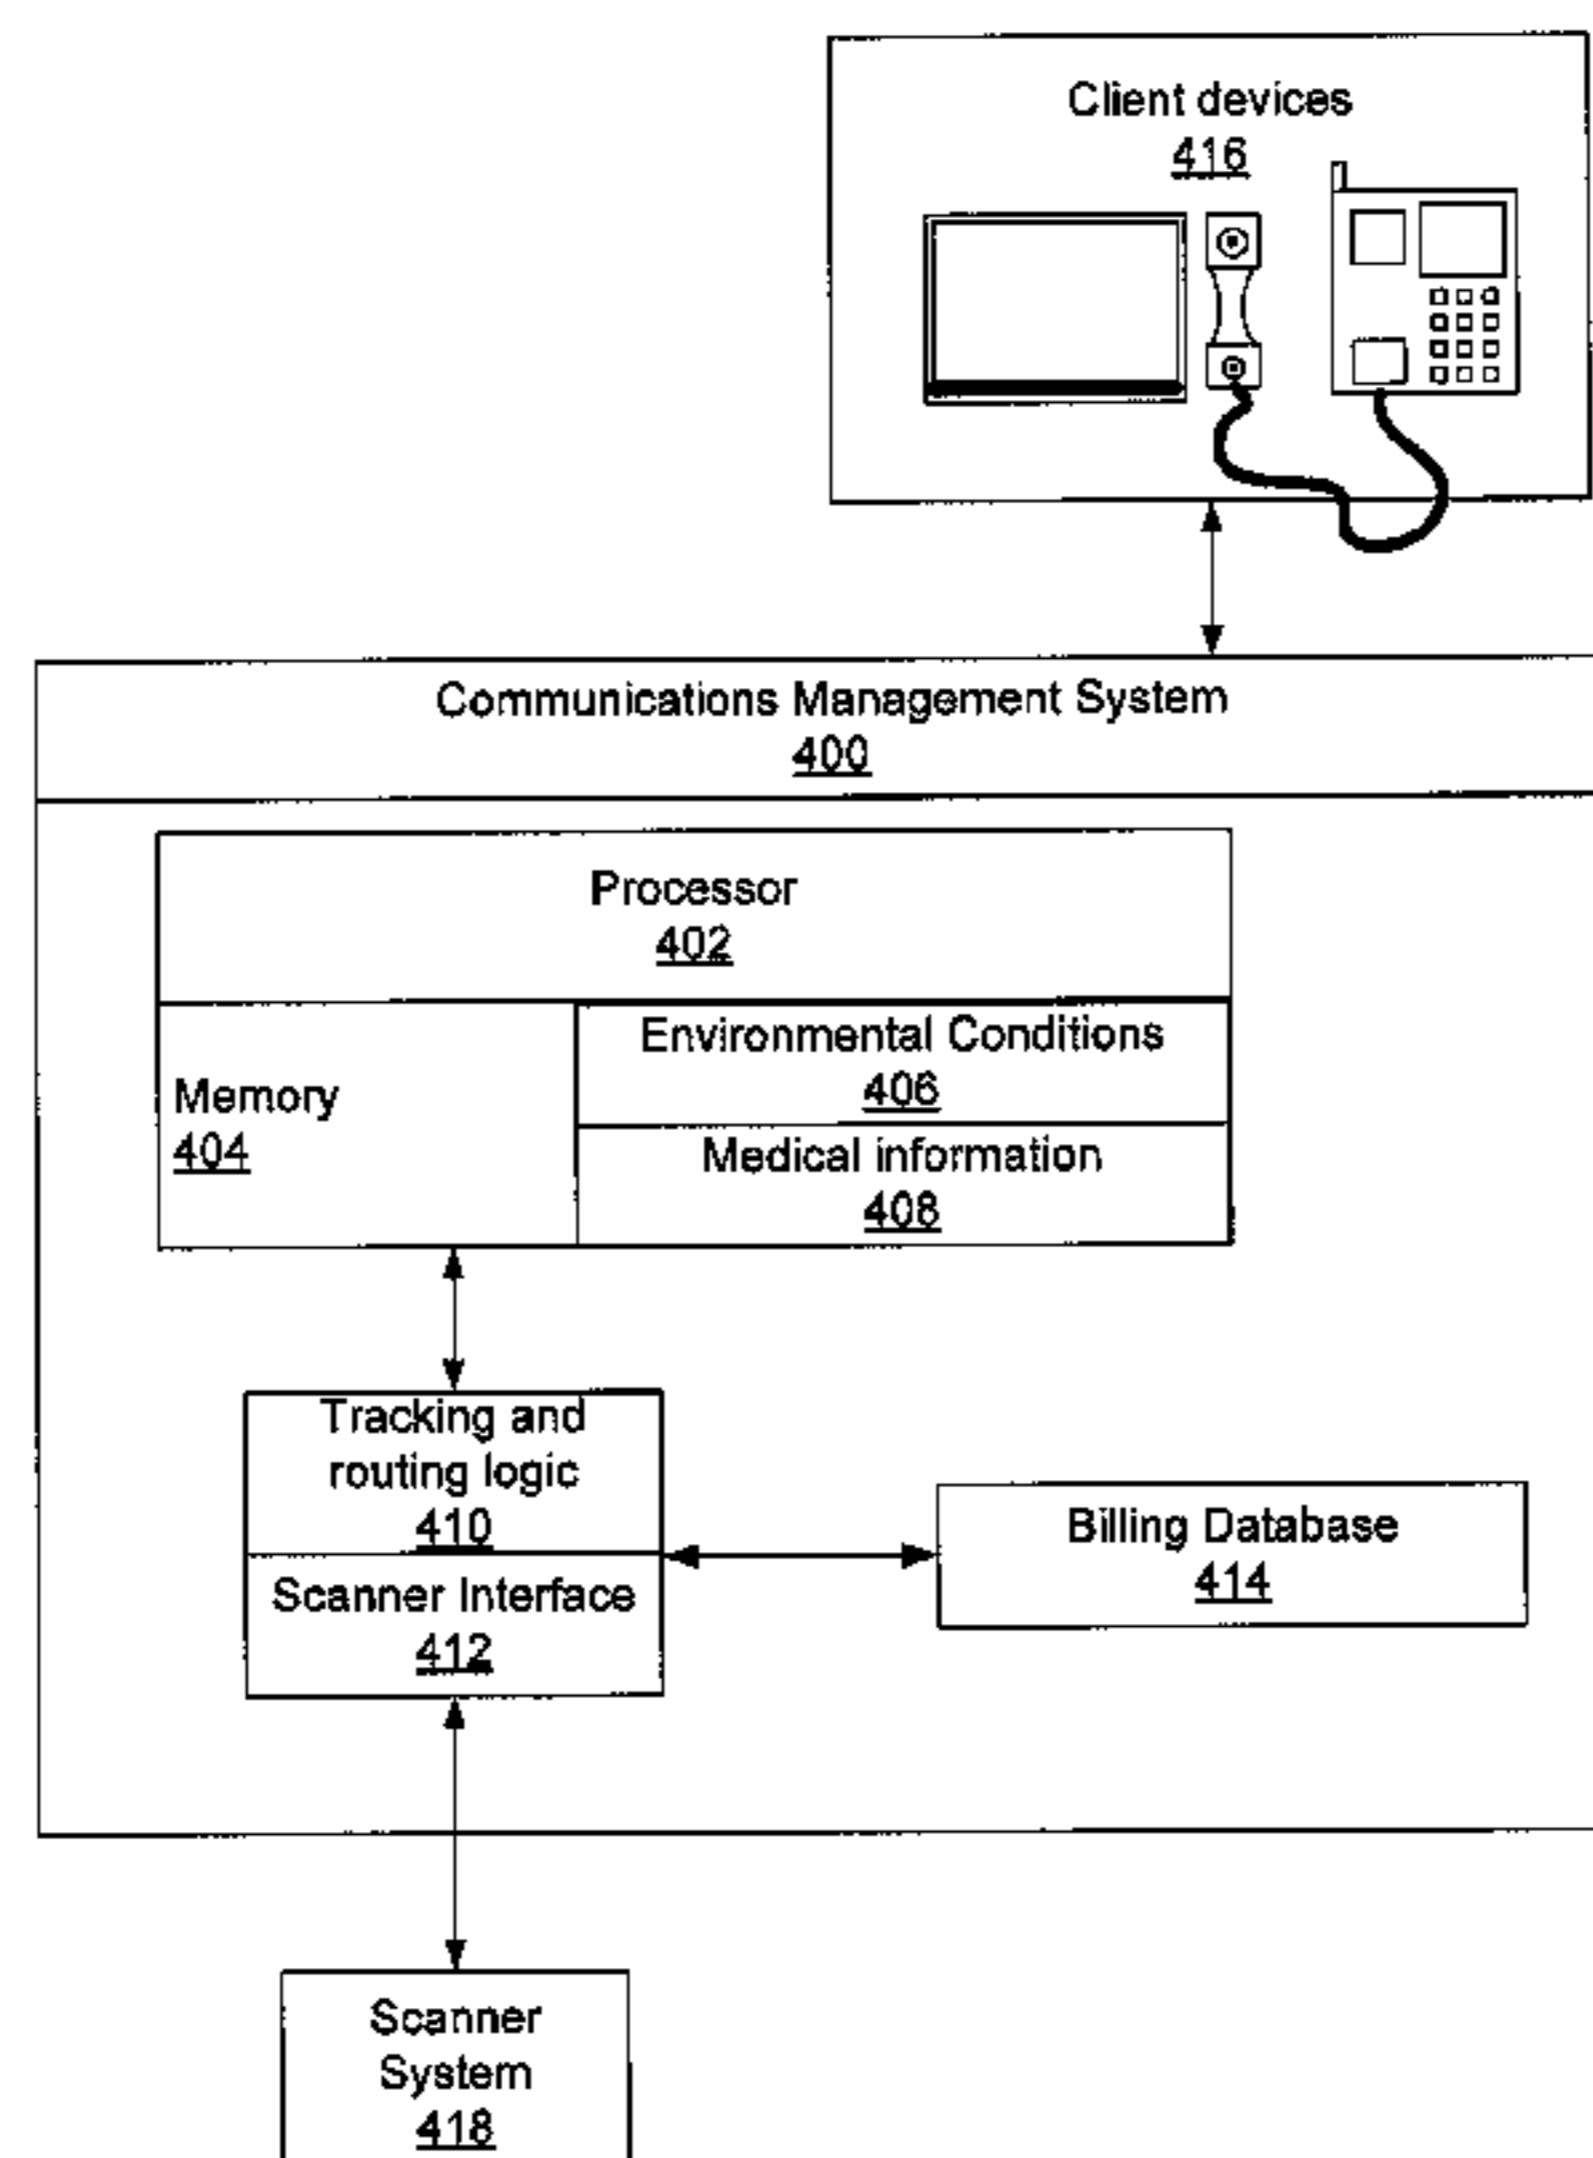 Client devices
416
Communications Management System
400
Processor
402
Memory
404
Environmental Conditions
406
Medical information
408
Tracking and
routing logic
410
Scanner Interface
412
Billing Database
414
Scanner
System
418